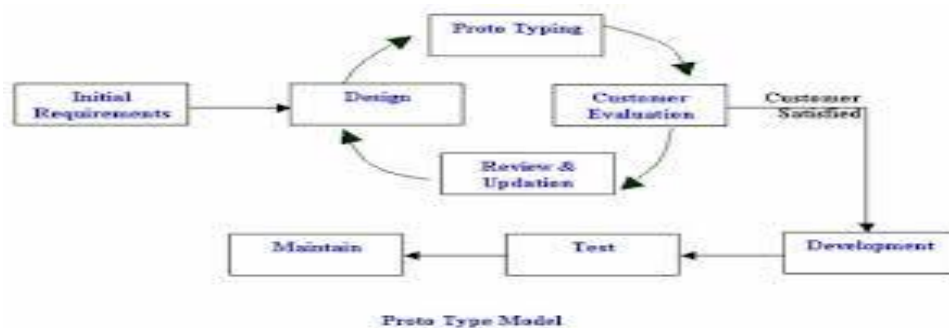 Proto Typing
Initial
Requirements
Design
Customer
Evaluation
Customer
Satisfied
Review &
Updation
Maintain
Test
Development
Proto Type Model